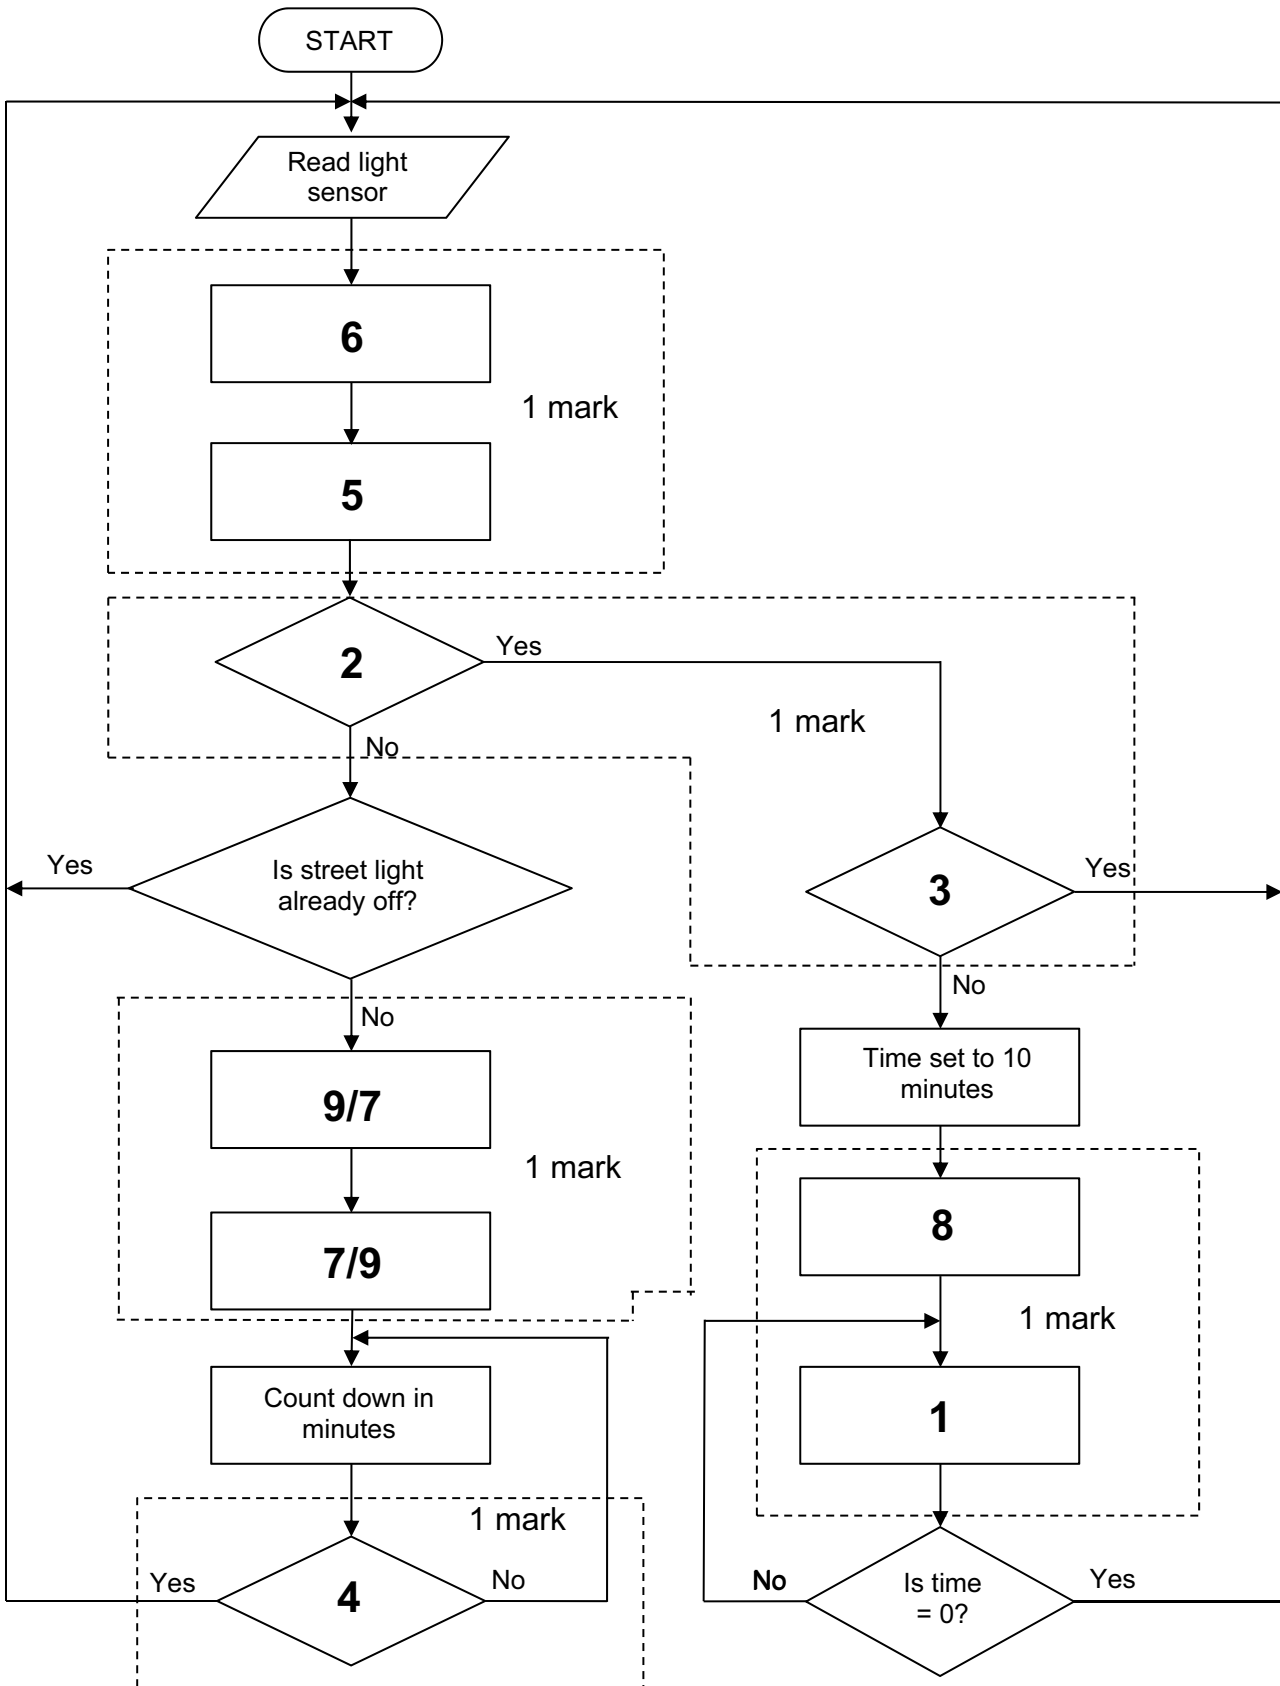 START
Read light
sensor
6
1 mark
5
2
Yes
1 mark
No
Yes
Is street light
already off?
3
Yes
No
No
Time set to 10
minutes
9/7
1 mark
8
7/9
1 mark
Count down in
minutes
1
1 mark
Yes
4
No
No
Is time
= 0?
Yes